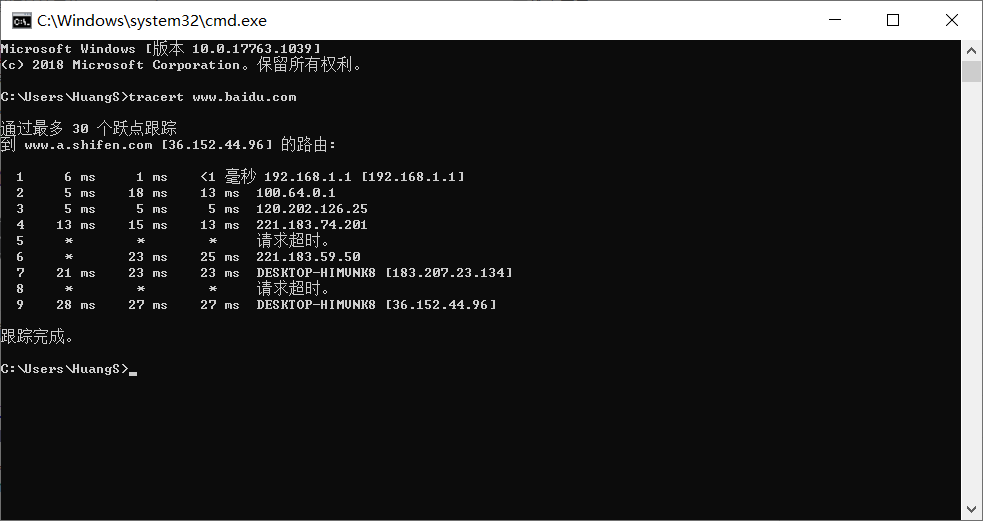 C:\Windows\system32\cmd.exe
Microsoft Windows [版本 10.0.17763.1039]
(c) 2018 Microsoft Corporation。保留所有权利。
C:\Users\HuangS>tracert www.baidu.com
通过最多 30 个跃点跟踪
到 www.a.shifen.com [36.152.44.96] 的路由:
1 6 ms 1 ms <1 毫秒 192.168.1.1 [192.168.1.1]
2 5 ms 18 ms 13 ms 100.64.0.1
3 5 ms 5 ms 5 ms 120.202.126.25
4 13 ms 15 ms 13 ms 221.183.74.201
5 * * * 请求超时。
6 * 23 ms 25 ms 221.183.59.50
7 21 ms 23 ms 23 ms DESKTOP-HIMVNK8 [183.207.23.134]
8 * * * 请求超时。
9 28 ms 27 ms 27 ms DESKTOP-HIMVNK8 [36.152.44.96]
跟踪完成。
C:\Users\HuangS>